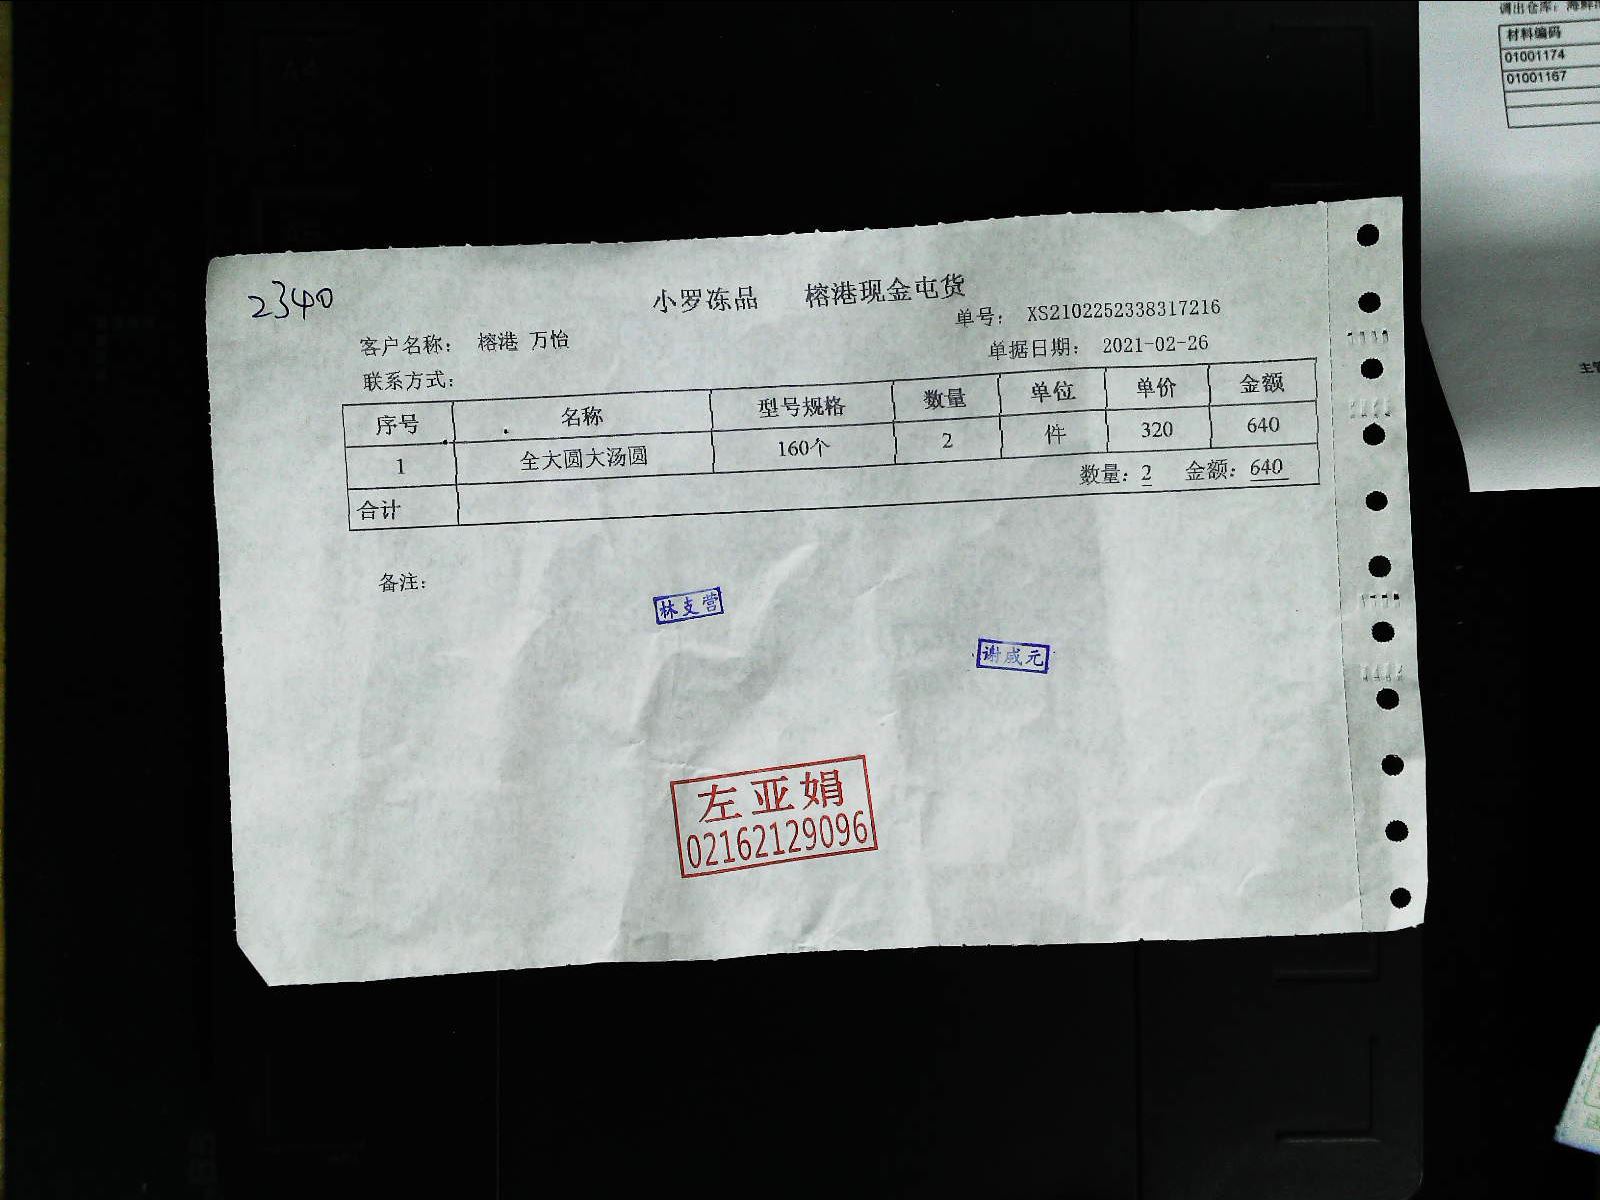 调出仓库：海鲜
材料编码
01001174
01001167
主管
2340
小罗冻品 榕港现金屯货
单号： XS2102252338317216
客户名称： 榕港 万怡
单据日期： 2021-02-26
联系方式：
序号 名称 型号规格 数量 单位 单价 金额
1 全大圆大汤圆 160个 2 件 320 640
合计 数量：2 金额：640
备注：
林支营
谢威元
左亚娟
02162129096